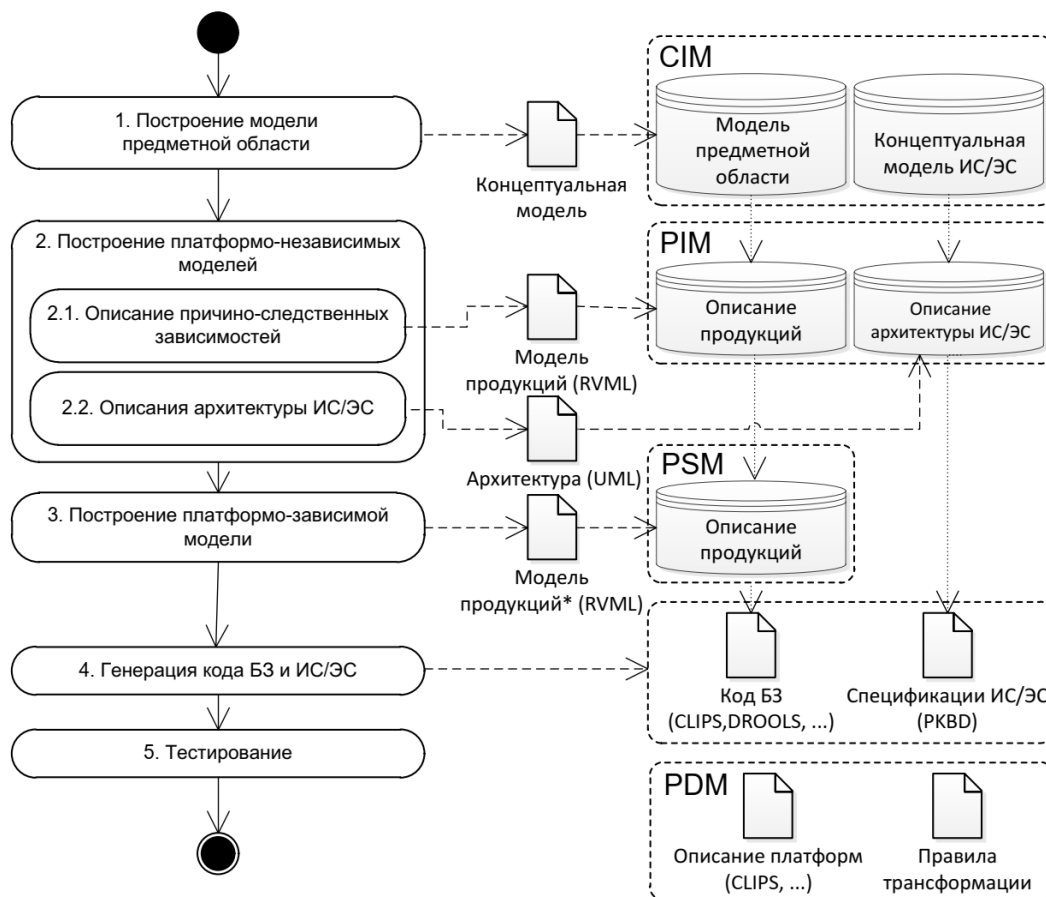 CIM
1. Построение модели
предметной области
Концептуальная
модель
Модель
предметной
области
Концептуальная
модель ИС/ЭС
2. Построение платформо-независимых
моделей
2.1. Описание причино-следственных
зависимостей
2.2. Описания архитектуры ИС/ЭС
Модель
продукций (RVML)
Архитектура (UML)
PIM
Описание
продукций
Описание
архитектуры ИС/ЭС
3. Построение платформо-зависимой
модели
Модель
продукций* (RVML)
PSM
Описание
продукций
4. Генерация кода БЗ и ИС/ЭС
Код БЗ
(CLIPS,DROOLS, ...)
Спецификации ИС/ЭС
(PKBD)
5. Тестирование
PDM
Описание платформ
(CLIPS, ...)
Правила
трансформации